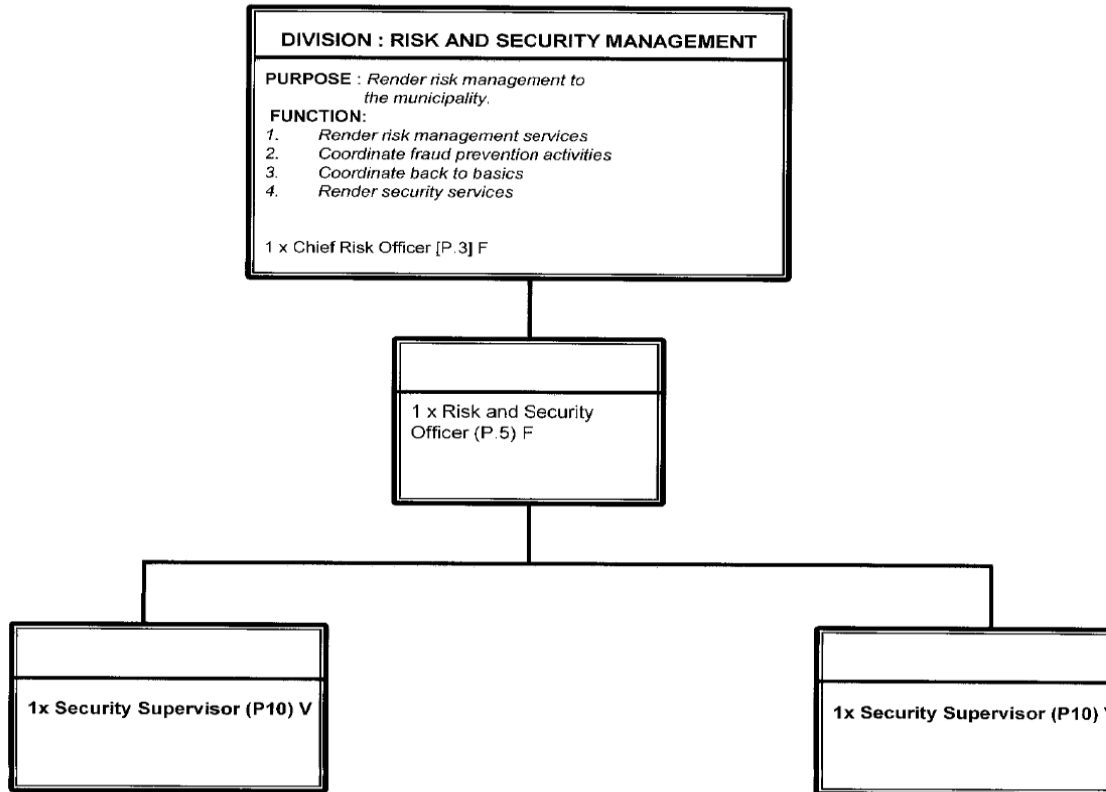 DIVISION : RISK AND SECURITY MANAGEMENT
PURPOSE : Render risk management to
the municipality.
FUNCTION:
1. Render risk management services
2. Coordinate fraud prevention activities
3. Coordinate back to basics
4. Render security services
1 x Chief Risk Officer [P.3] F
1 x Risk and Security
Officer (P.5) F
1x Security Supervisor (P10) V
1x Security Supervisor (P10)